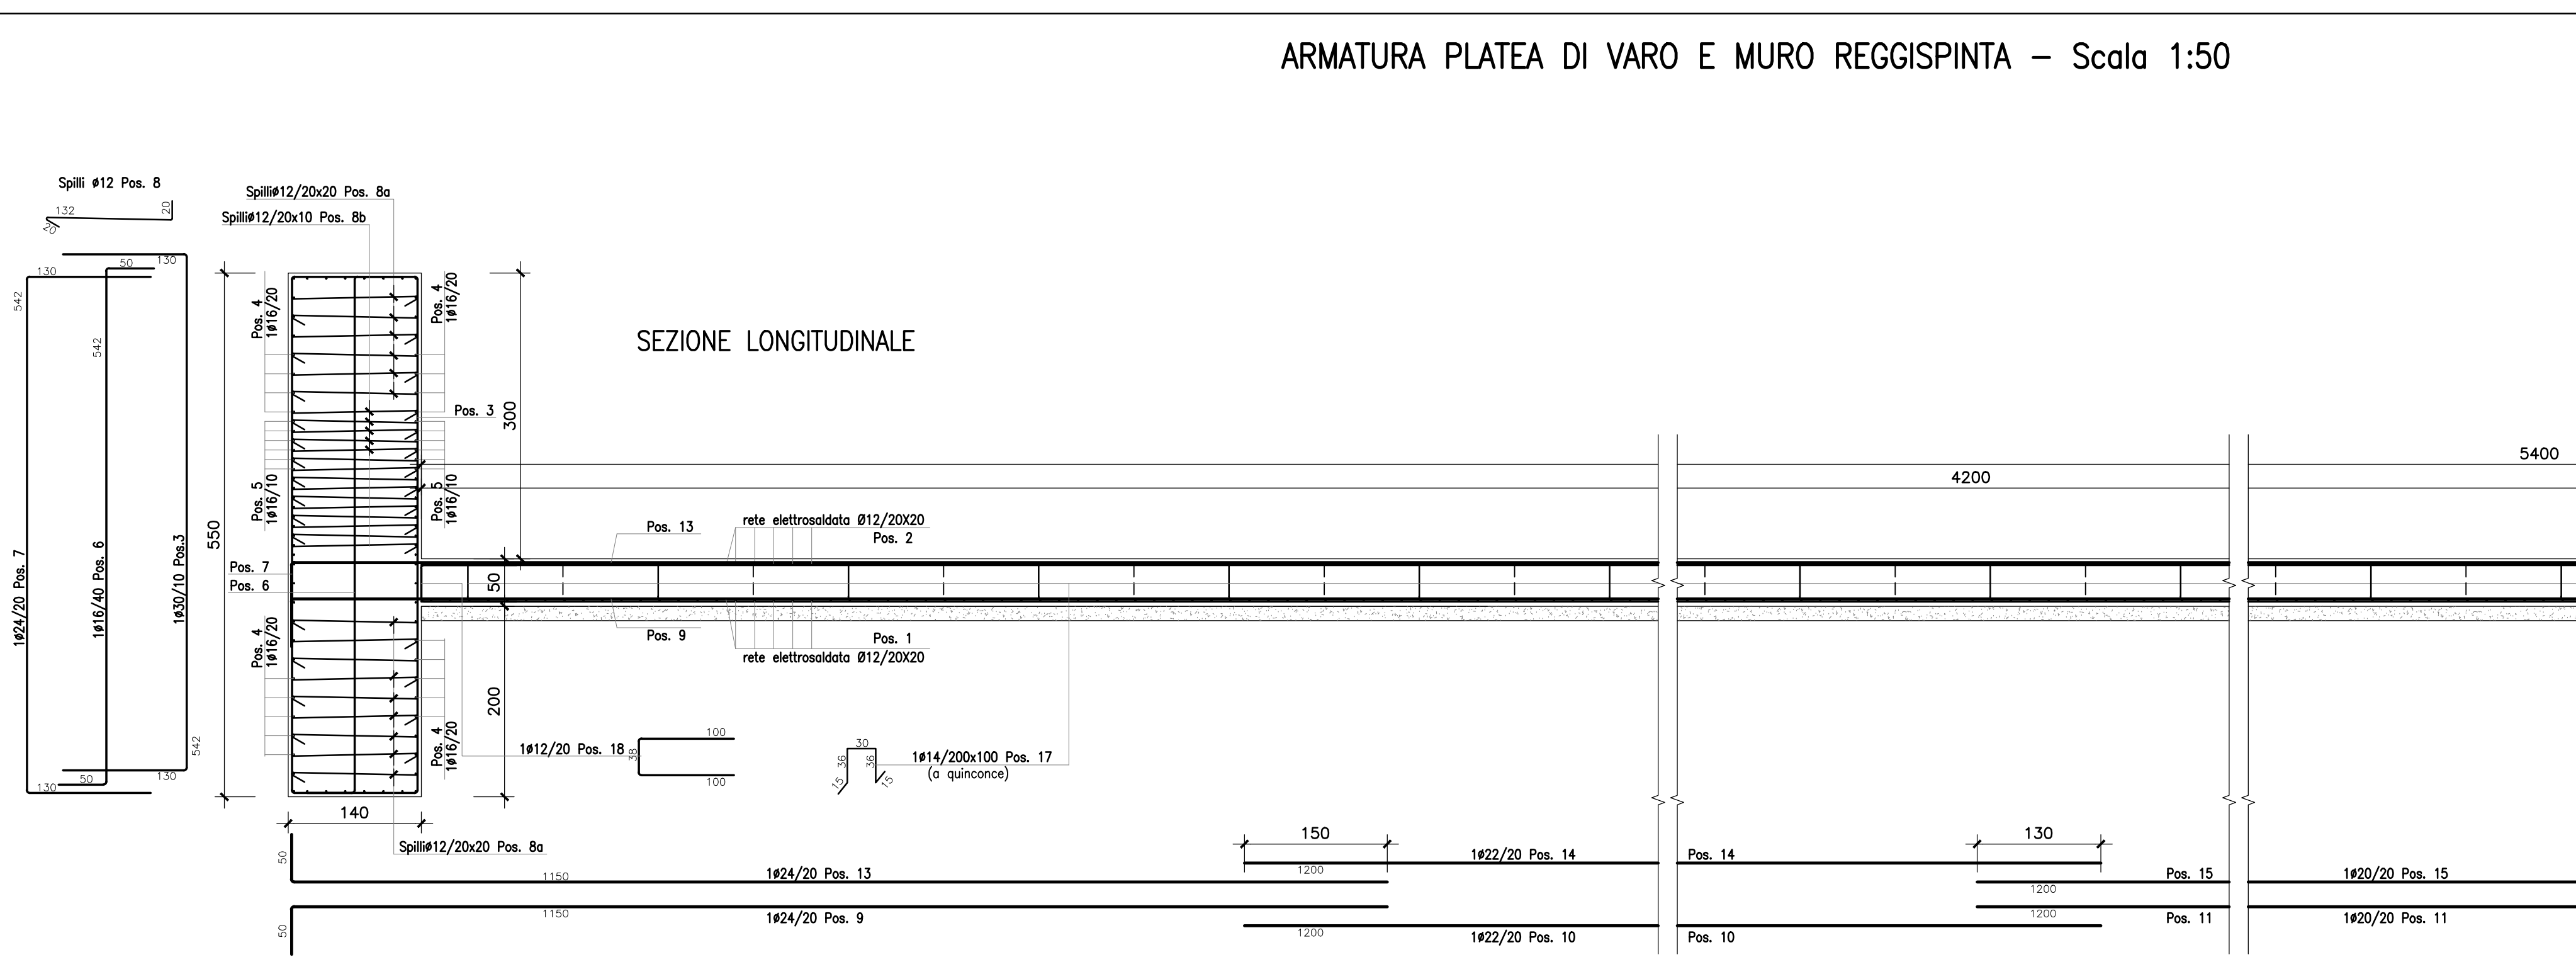 ARMATURA PLATEA DI VARO E MURO REGGISPINTA – Scala 1:50
Spilli ø12 Pos. 8
132
20
20
Spilliø12/20x20 Pos. 8a
Spilliø12/20x10 Pos. 8b
130
50
130
542
542
542
1ø24/20 Pos. 7
1ø16/40 Pos. 6
1ø30/10 Pos.3
130
50
130
550
Pos. 4
1ø16/20
Pos. 4
1ø16/20
Pos. 3
300
Pos. 5
1ø16/10
Pos. 5
1ø16/10
Pos. 7
Pos. 6
Pos. 4
1ø16/20
Pos. 4
1ø16/20
140
Spilliø12/20x20 Pos. 8a
SEZIONE LONGITUDINALE
5400
4200
Pos. 13
rete elettrosaldata Ø12/20X20
Pos. 2
50
Pos. 9
Pos. 1
rete elettrosaldata Ø12/20X20
200
1ø12/20 Pos. 18
38
100
100
30
36
36
15
15
1ø14/200x100 Pos. 17
(a quinconce)
150
130
50
1150
1ø24/20 Pos. 13
1200
1ø22/20 Pos. 14
Pos. 14
1200
Pos. 15
1ø20/20 Pos. 15
50
1150
1ø24/20 Pos. 9
1200
1ø22/20 Pos. 10
Pos. 10
1200
Pos. 11
1ø20/20 Pos. 11